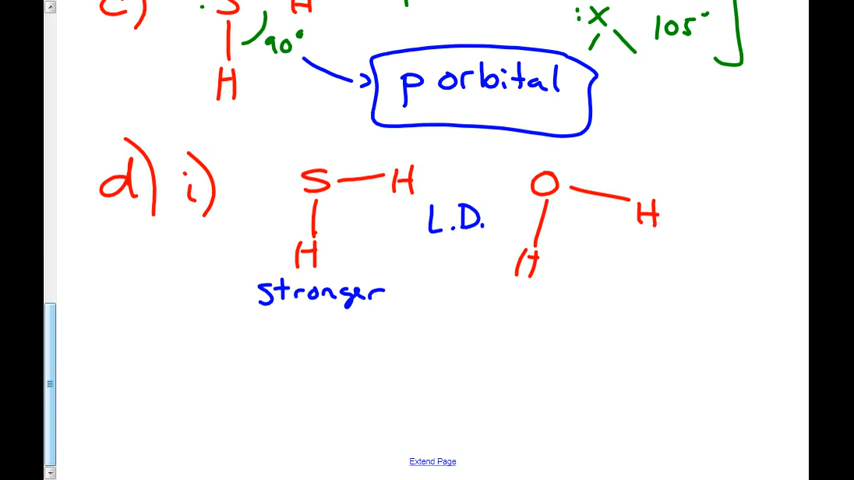 c) S H
90°
H
:X 105°
p orbital
d) i) S H L.D. O H
H H
stronger
Extend Page